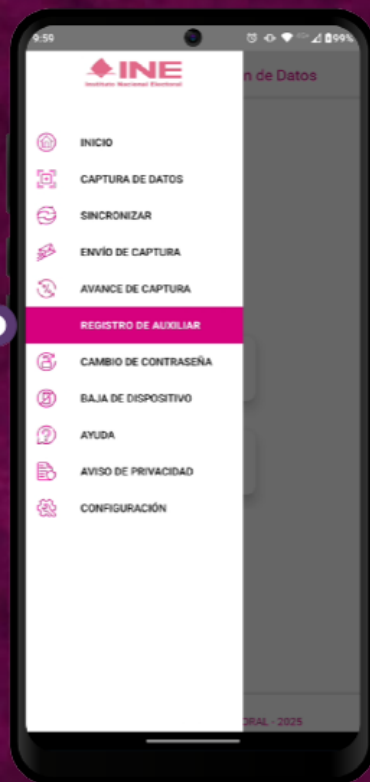 9:59
99%
INE
Instituto Nacional Electoral
n de Datos
INICIO
CAPTURA DE DATOS
SINCRONIZAR
ENVÍO DE CAPTURA
AVANCE DE CAPTURA
REGISTRO DE AUXILIAR
CAMBIO DE CONTRASEÑA
BAJA DE DISPOSITIVO
AYUDA
AVISO DE PRIVACIDAD
CONFIGURACIÓN
ORAL - 2025